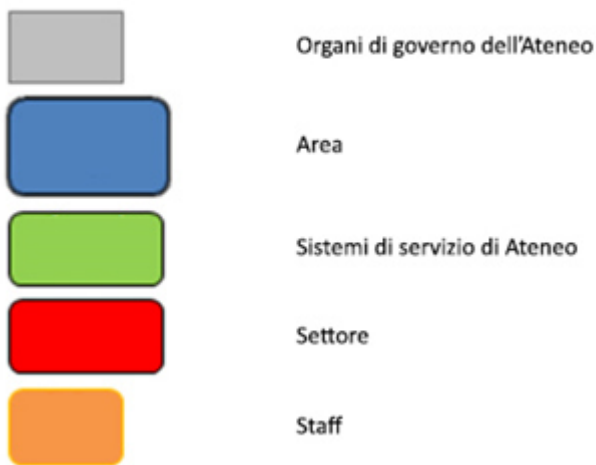 Organi di governo dell'Ateneo
Area
Sistemi di servizio di Ateneo
Settore
Staff